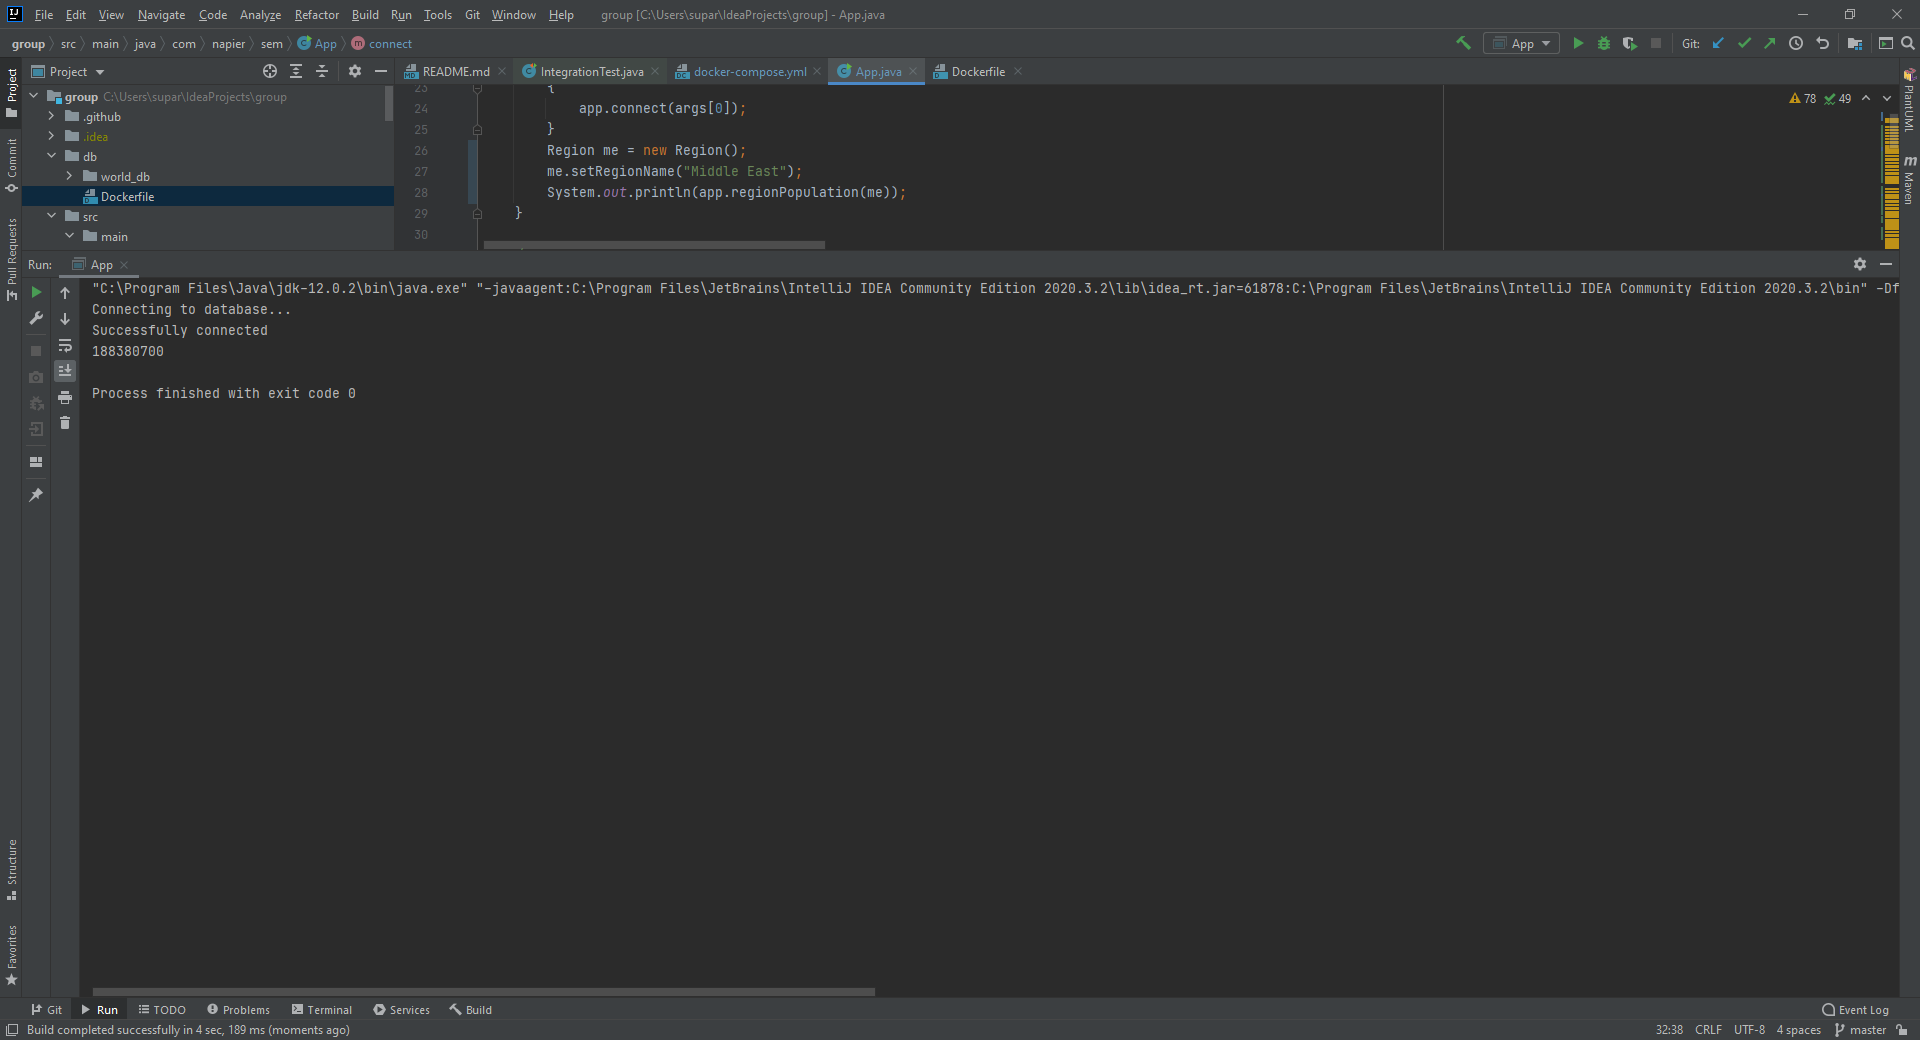 File Edit View Navigate Code Analyze Refactor Build Run Tools Git Window Help group [C:\Users\supar\IdeaProjects\group] - App.java
group src main java com napier sem App connect App Git:
Project README.md IntegrationTest.java docker-compose.yml App.java Dockerfile
group C:\Users\supar\IdeaProjects\group
.github
.idea
db
world_db
Dockerfile
src
main
23 {
24 app.connect(args[0]);
25 }
26 Region me = new Region();
27 me.setRegionName("Middle East");
28 System.out.println(app.regionPopulation(me));
29 }
30
78 49
Project
Commit
Pull Requests
Structure
Favorites
PlantUML
Maven
Run: App
"C:\Program Files\Java\jdk-12.0.2\bin\java.exe" "-javaagent:C:\Program Files\JetBrains\IntelliJ IDEA Community Edition 2020.3.2\lib\idea_rt.jar=61878:C:\Program Files\JetBrains\IntelliJ IDEA Community Edition 2020.3.2\bin" -Df
Connecting to database...
Successfully connected
188380700
Process finished with exit code 0
Git Run TODO Problems Terminal Services Build Event Log
Build completed successfully in 4 sec, 189 ms (moments ago) 32:38 CRLF UTF-8 4 spaces master